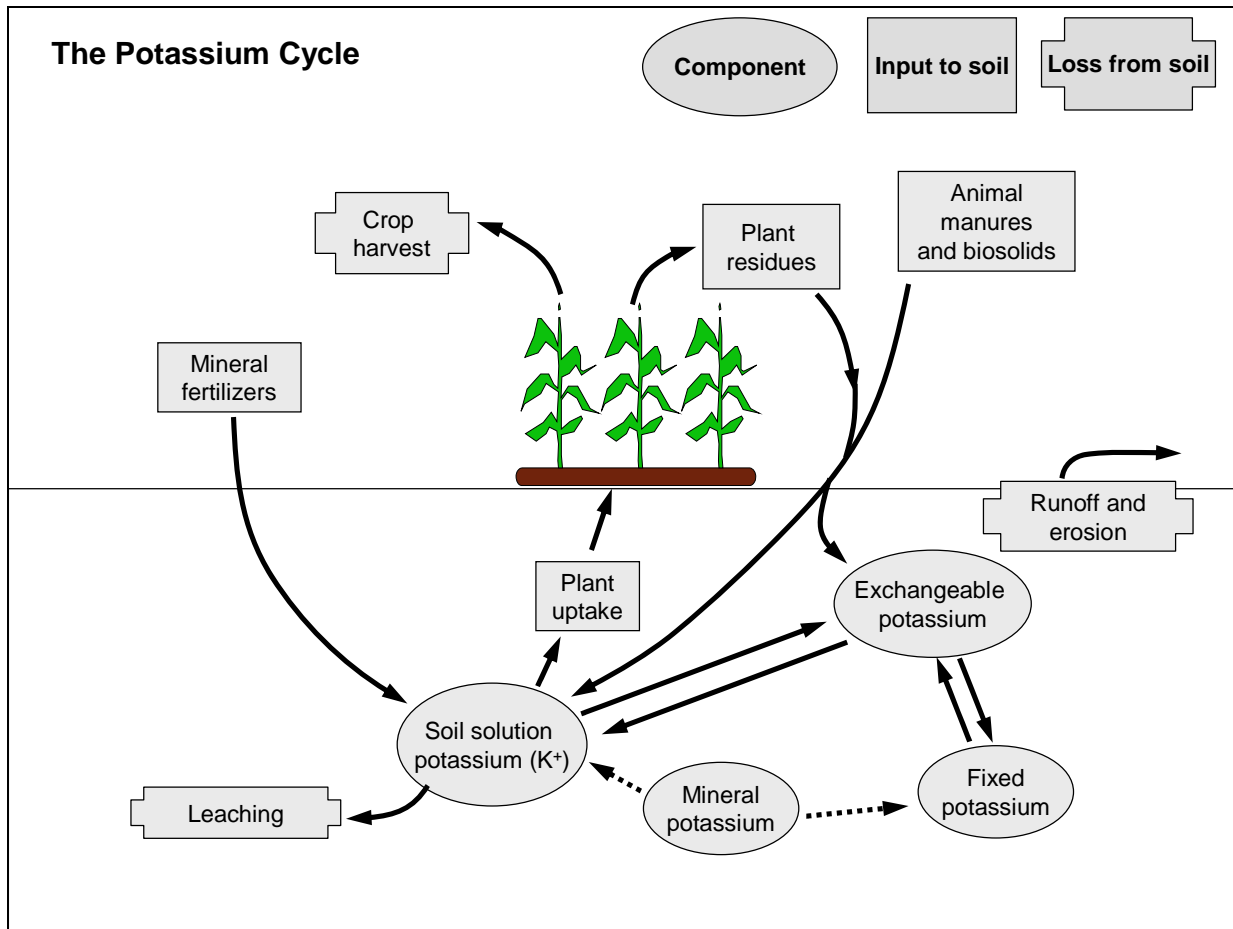 The Potassium Cycle
Component
Input to soil
Loss from soil
Crop
harvest
Plant
residues
Animal
manures
and biosolids
Mineral
fertilizers
Runoff and
erosion
Plant
uptake
Exchangeable
potassium
Soil solution
potassium (K⁺)
Mineral
potassium
Fixed
potassium
Leaching